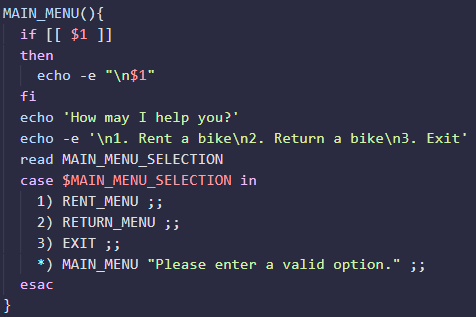 MAIN_MENU(){
  if [[ $1 ]]
  then
    echo -e "\n$1"
  fi
  echo 'How may I help you?'
  echo -e '\n1. Rent a bike\n2. Return a bike\n3. Exit'
  read MAIN_MENU_SELECTION
  case $MAIN_MENU_SELECTION in
    1) RENT_MENU ;;
    2) RETURN_MENU ;;
    3) EXIT ;;
    *) MAIN_MENU "Please enter a valid option." ;;
  esac
}